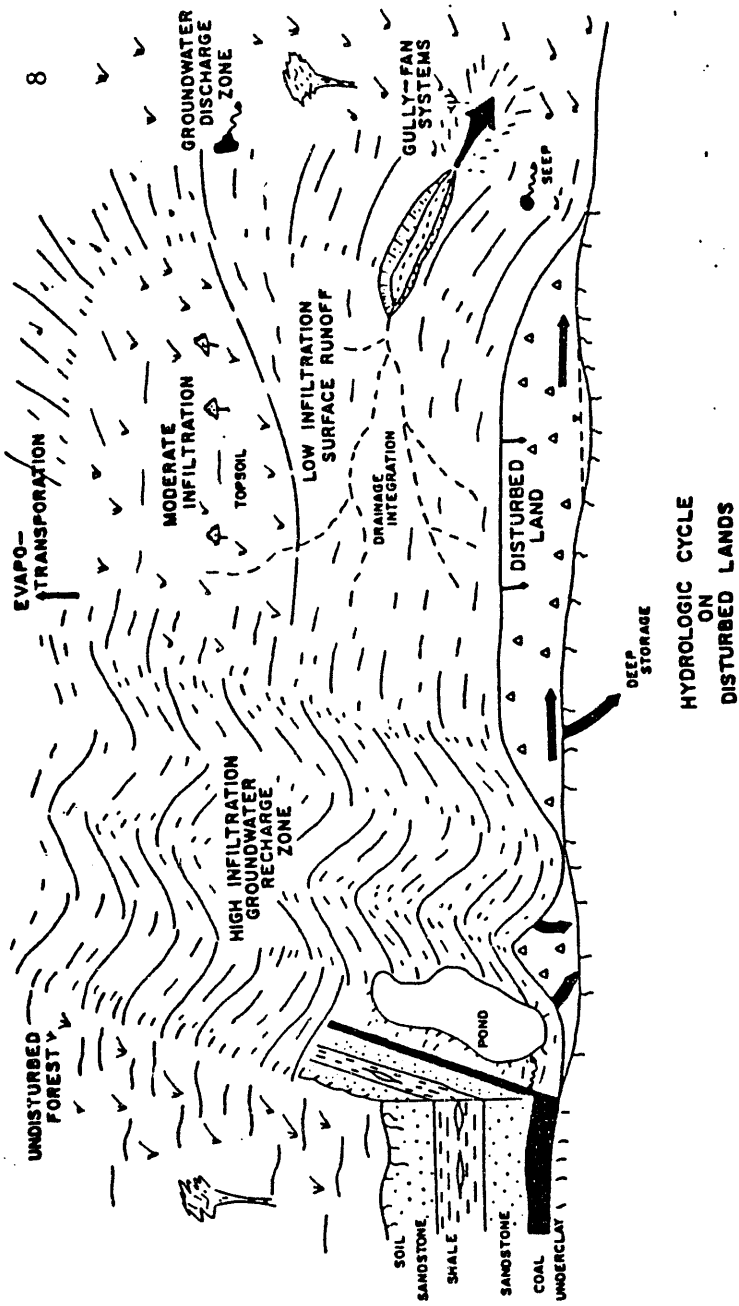 8
UNDISTURBED
FOREST
EVAPO-
TRANSPORATION
GROUNDWATER
DISCHARGE
ZONE
MODERATE
INFILTRATION
TOPSOIL
HIGH INFILTRATION
GROUNDWATER
RECHARGE
ZONE
LOW INFILTRATION
SURFACE RUNOFF
GULLY-FAN
SYSTEMS
DRAINAGE
INTEGRATION
SEEP
POND
DISTURBED
LAND
SOIL
SANDSTONE
SHALE
SANDSTONE
COAL
UNDERCLAY
DEEP
STORAGE
HYDROLOGIC CYCLE
ON
DISTURBED LANDS